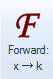 ℱ
Forward:
x → k